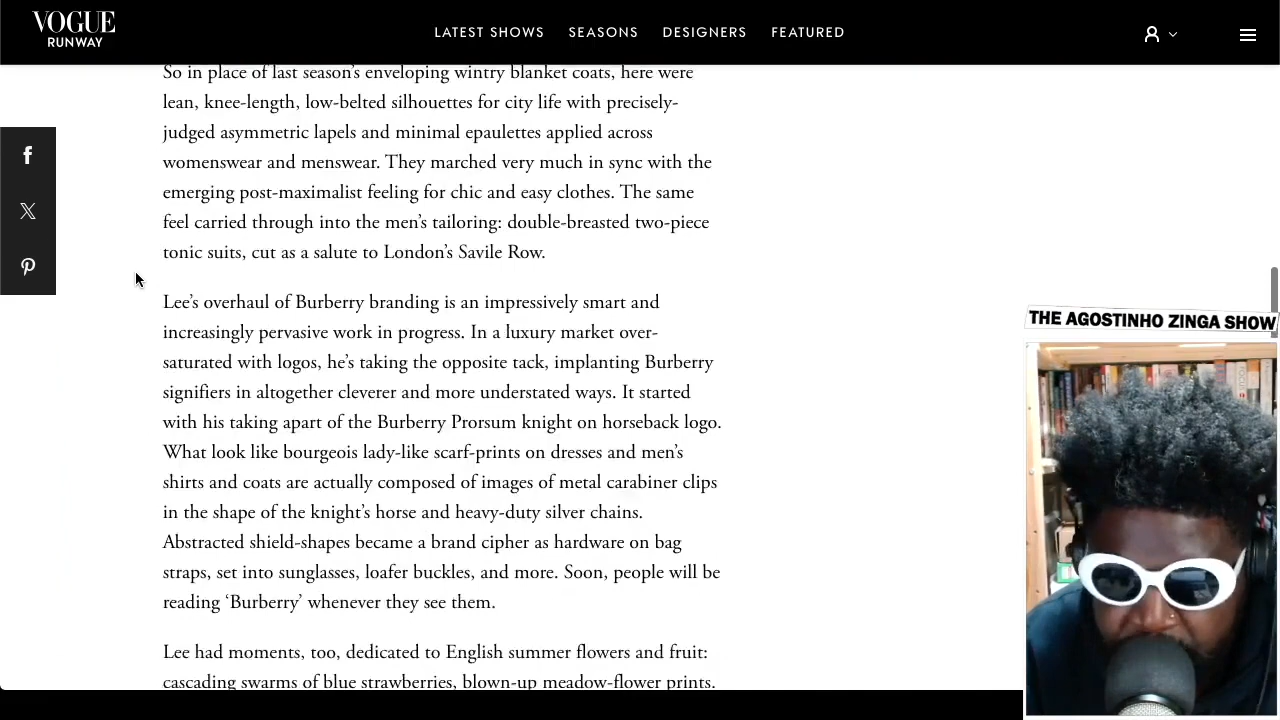 VOGUE
RUNWAY
LATEST SHOWS SEASONS DESIGNERS FEATURED
So in place of last season’s enveloping wintry blanket coats, here were
lean, knee-length, low-belted silhouettes for city life with precisely-
judged asymmetric lapels and minimal epaulettes applied across
womenswear and menswear. They marched very much in sync with the
emerging post-maximalist feeling for chic and easy clothes. The same
feel carried through into the men’s tailoring: double-breasted two-piece
tonic suits, cut as a salute to London’s Savile Row.
Lee’s overhaul of Burberry branding is an impressively smart and
increasingly pervasive work in progress. In a luxury market over-
saturated with logos, he’s taking the opposite tack, implanting Burberry
signifiers in altogether cleverer and more understated ways. It started
with his taking apart of the Burberry Prorsum knight on horseback logo.
What look like bourgeois lady-like scarf-prints on dresses and men’s
shirts and coats are actually composed of images of metal carabiner clips
in the shape of the knight’s horse and heavy-duty silver chains.
Abstracted shield-shapes became a brand cipher as hardware on bag
straps, set into sunglasses, loafer buckles, and more. Soon, people will be
reading ‘Burberry’ whenever they see them.
Lee had moments, too, dedicated to English summer flowers and fruit:
cascading swarms of blue strawberries, blown-up meadow-flower prints.
THE AGOSTINHO ZINGA SHOW